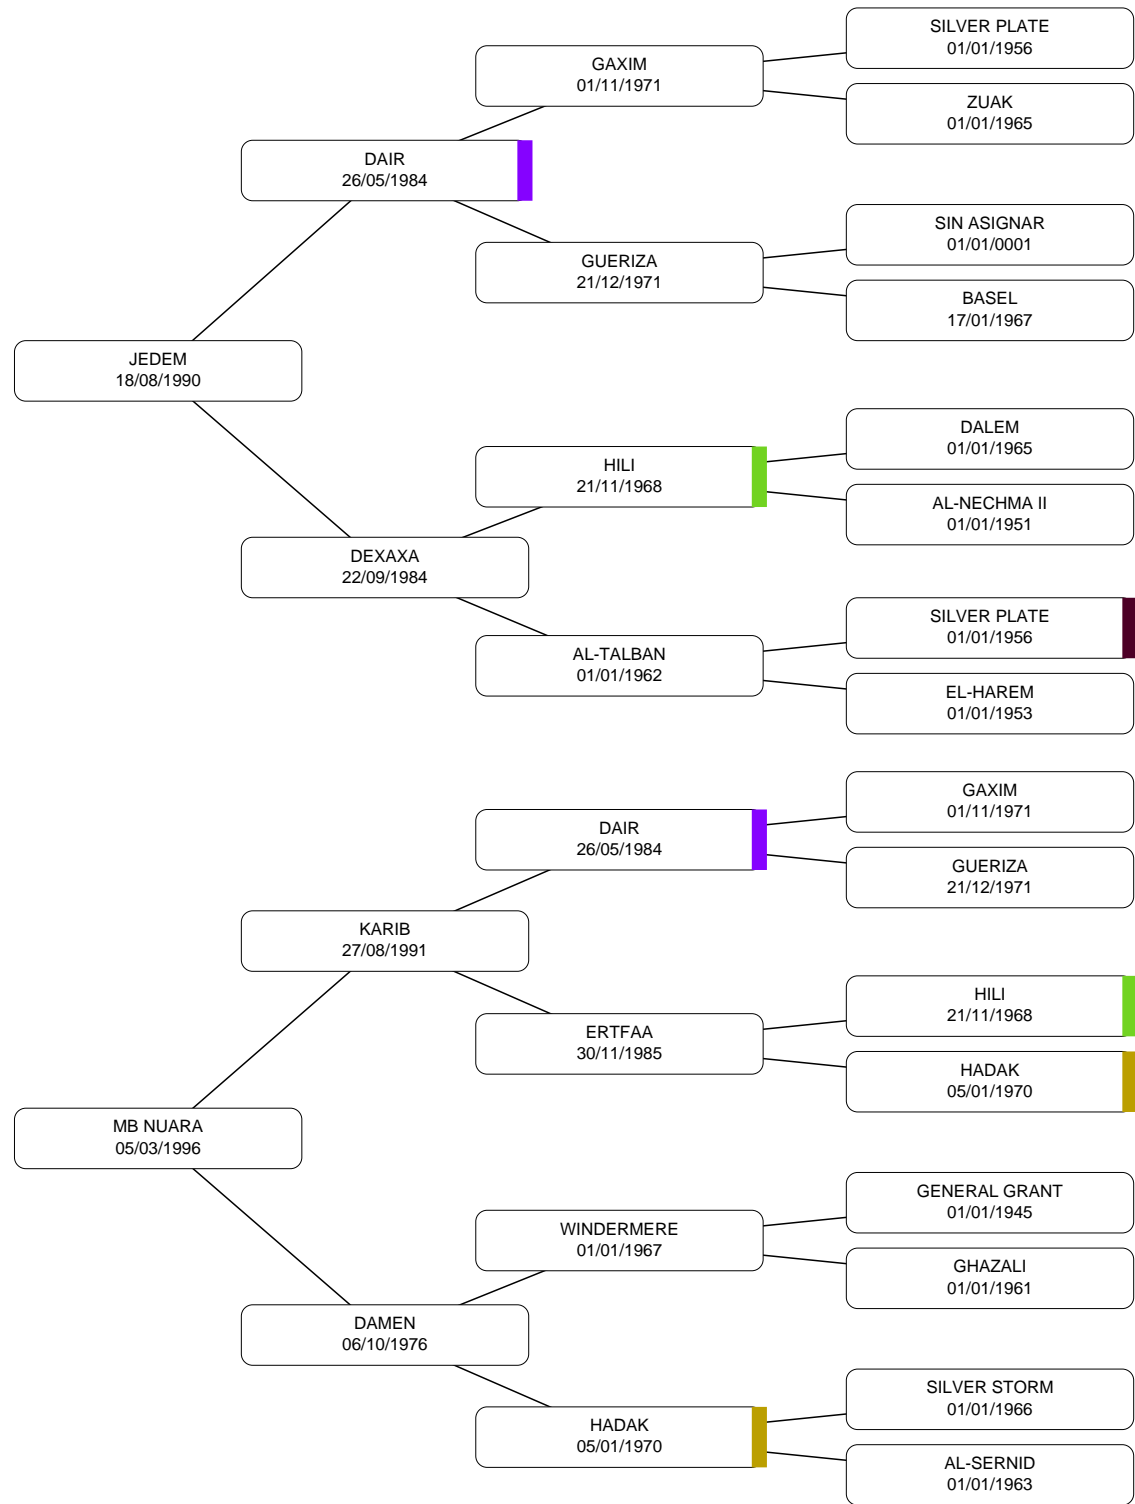 SILVER PLATE
01/01/1956
GAXIM
01/11/1971
ZUAK
01/01/1965
DAIR
26/05/1984
SIN ASIGNAR
01/01/0001
GUERIZA
21/12/1971
BASEL
17/01/1967
JEDEM
18/08/1990
DALEM
01/01/1965
HILI
21/11/1968
AL-NECHMA II
01/01/1951
DEXAXA
22/09/1984
SILVER PLATE
01/01/1956
AL-TALBAN
01/01/1962
EL-HAREM
01/01/1953
GAXIM
01/11/1971
DAIR
26/05/1984
GUERIZA
21/12/1971
KARIB
27/08/1991
HILI
21/11/1968
ERTFAA
30/11/1985
HADAK
05/01/1970
MB NUARA
05/03/1996
GENERAL GRANT
01/01/1945
WINDERMERE
01/01/1967
GHAZALI
01/01/1961
DAMEN
06/10/1976
SILVER STORM
01/01/1966
HADAK
05/01/1970
AL-SERNID
01/01/1963